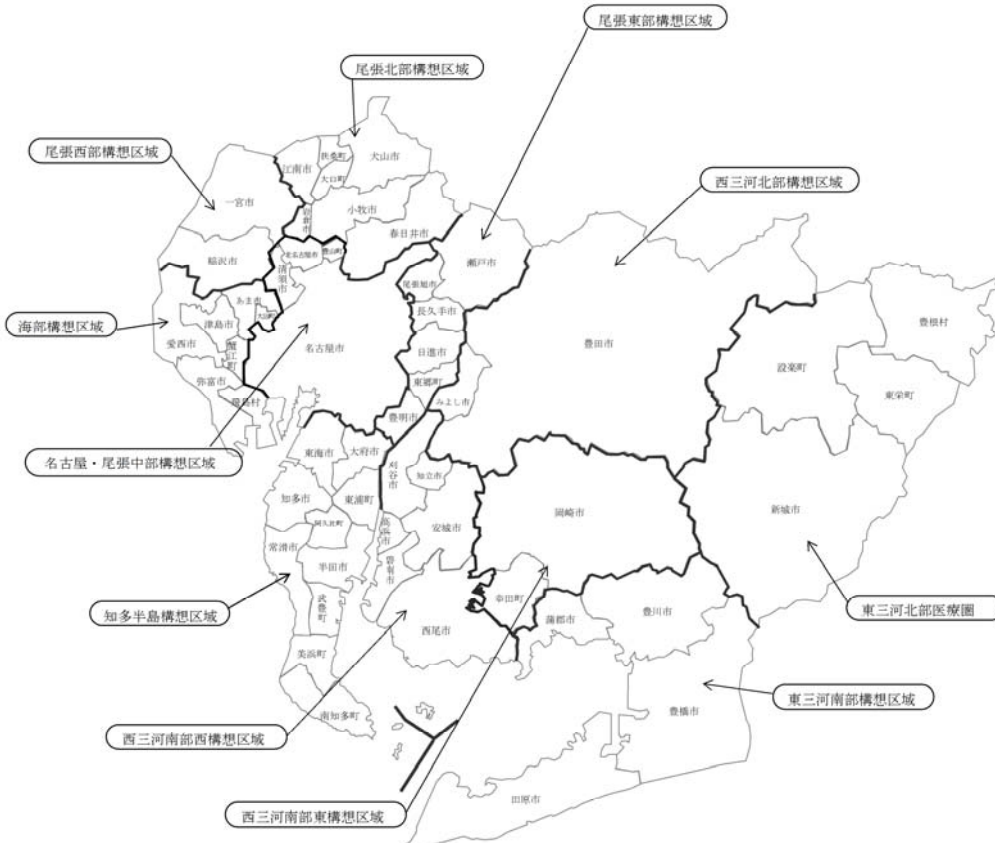 尾張東部構想区域
尾張北部構想区域
尾張西部構想区域
西三河北部構想区域
海部構想区域
名古屋・尾張中部構想区域
知多半島構想区域
西三河南部西構想区域
西三河南部東構想区域
東三河北部医療圏
東三河南部構想区域
犬山市
扶桑町
江南市
大口町
一宮市
小牧市
岩倉市
春日井市
北名古屋市
豊山町
清須市
稲沢市
瀬戸市
尾張旭市
長久手市
あま市
大治町
津島市
愛西市
蟹江町
弥富市
飛島村
名古屋市
日進市
東郷町
みよし市
豊明市
豊田市
豊根村
設楽町
東栄町
新城市
東海市
大府市
知多市
東浦町
阿久比町
常滑市
半田市
武豊町
美浜町
南知多町
刈谷市
知立市
高浜市
碧南市
安城市
西尾市
岡崎市
幸田町
蒲郡市
豊川市
豊橋市
田原市